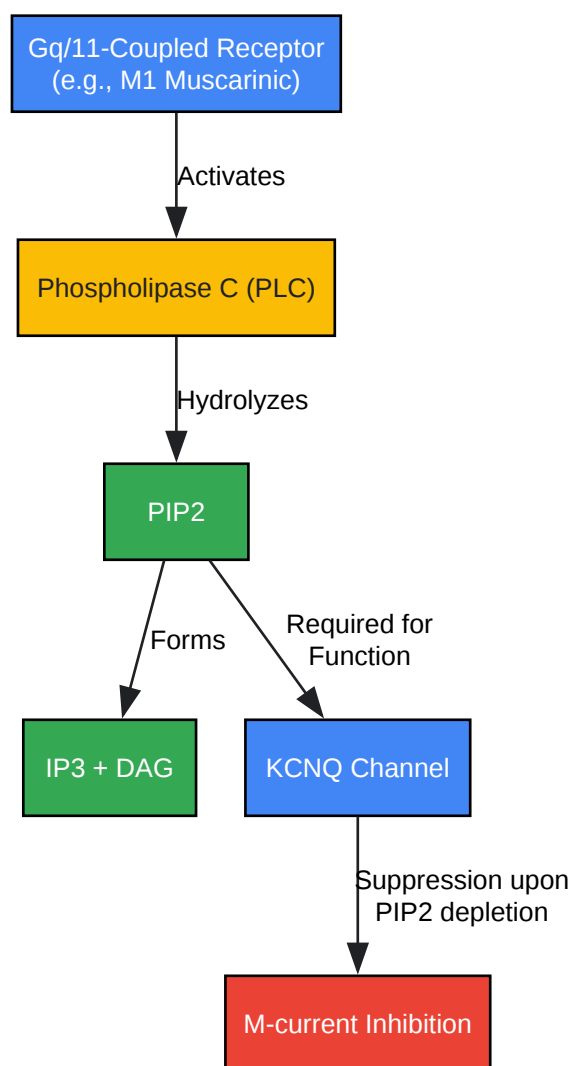 Gq/11-Coupled Receptor
(e.g., M1 Muscarinic)
Activates
Phospholipase C (PLC)
Hydrolyzes
PIP2
Forms
Required for
Function
IP3 + DAG
KCNQ Channel
Suppression upon
PIP2 depletion
M-current Inhibition